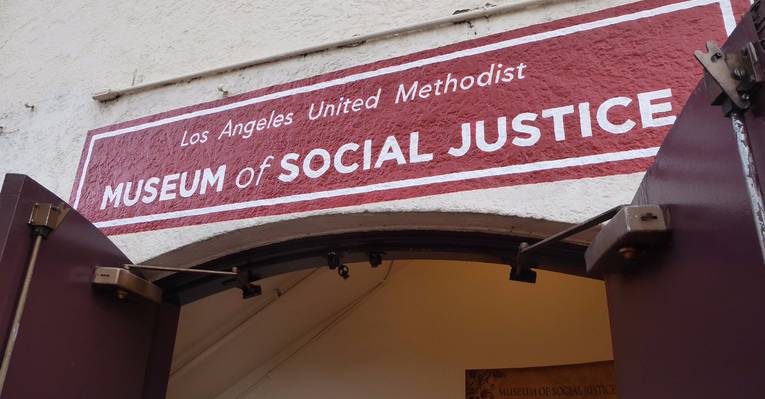 Los Angeles United Methodist
MUSEUM of SOCIAL JUSTICE
MUSEUM OF SOCIAL JUSTICE